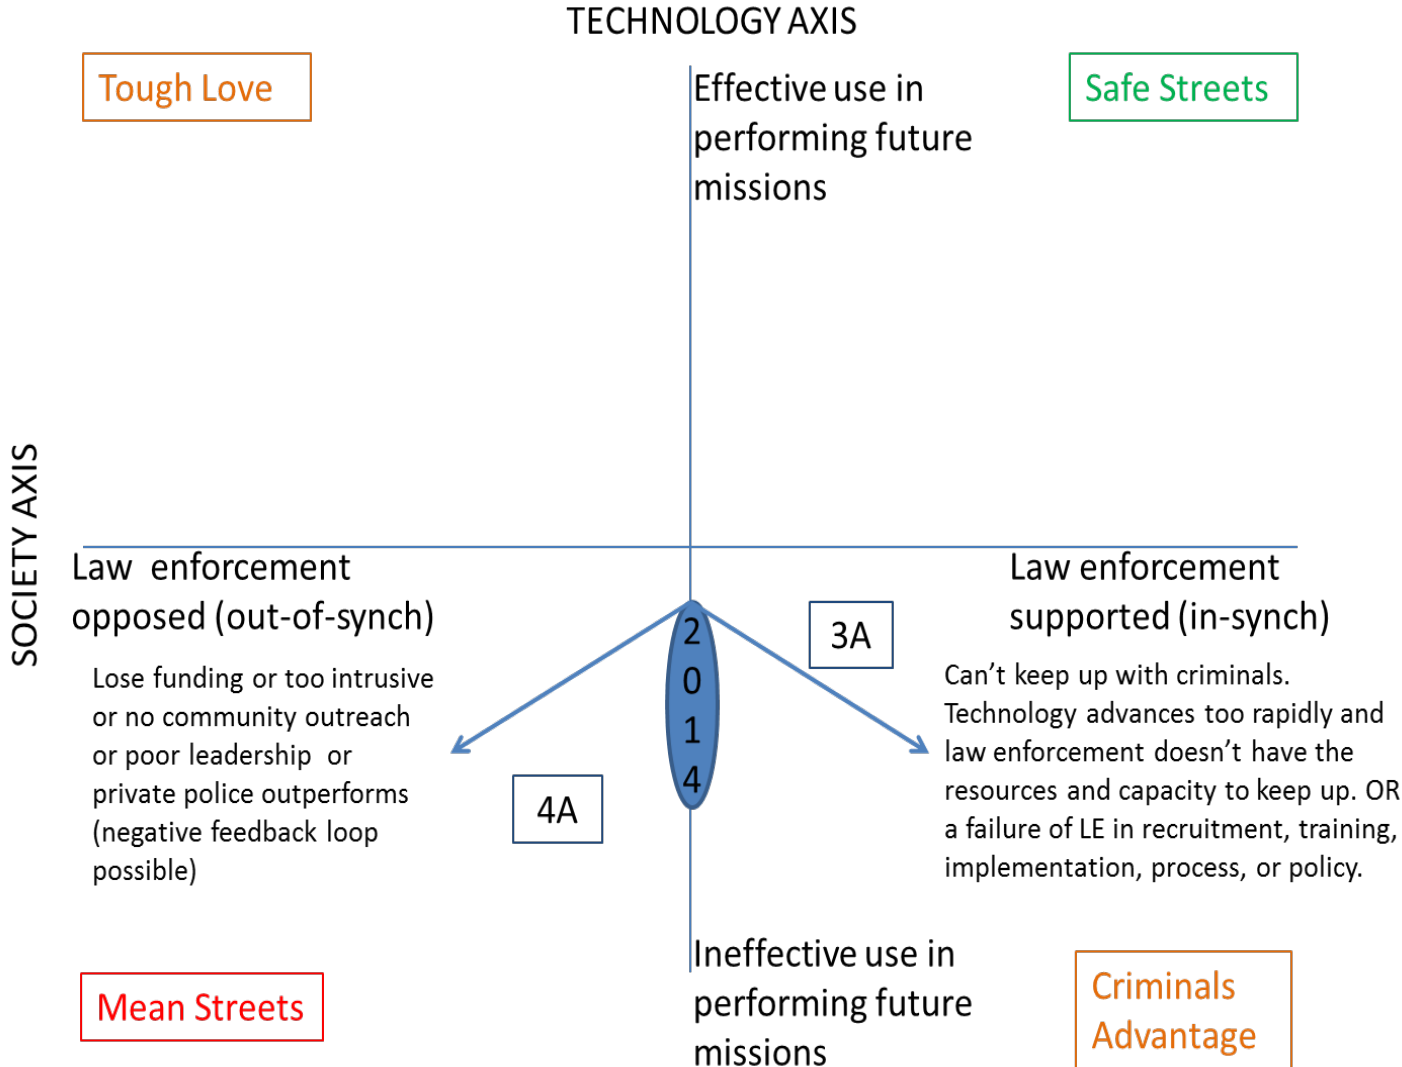 TECHNOLOGY AXIS
Tough Love
Effective use in
performing future
missions
Safe Streets
SOCIETY AXIS
Law enforcement
opposed (out-of-synch)
Law enforcement
supported (in-synch)
2
0
1
4
3A
Lose funding or too intrusive
or no community outreach
or poor leadership or
private police outperforms
(negative feedback loop
possible)
4A
Can’t keep up with criminals.
Technology advances too rapidly and
law enforcement doesn’t have the
resources and capacity to keep up. OR
a failure of LE in recruitment, training,
implementation, process, or policy.
Mean Streets
Ineffective use in
performing future
missions
Criminals
Advantage